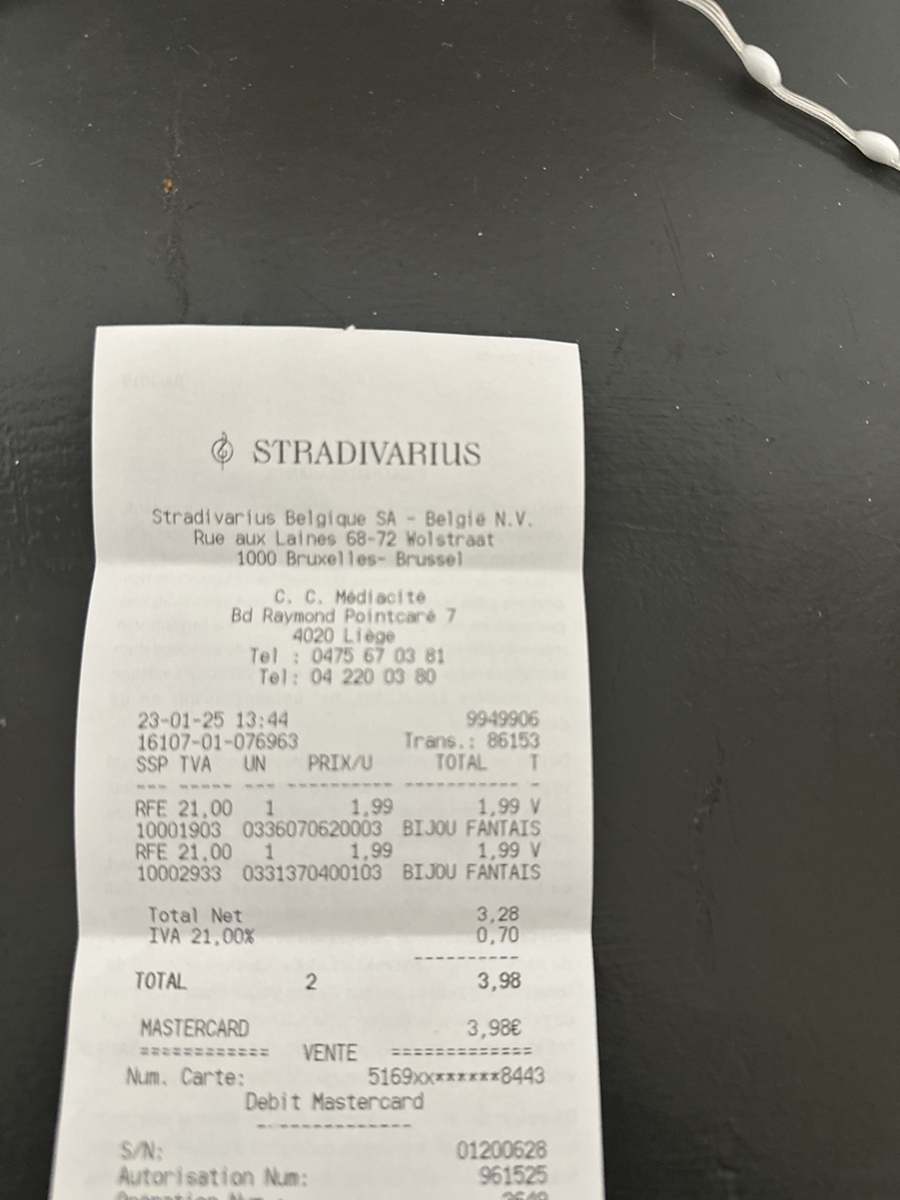 STRADIVARIUS
Stradivarius Belgique SA - België N.V.
Rue aux Laines 68-72 Wolstraat
1000 Bruxelles- Brussel
C. C. Médiacité
Bd Raymond Pointcaré 7
4020 Liège
Tel : 0475 67 03 81
Tel: 04 220 03 80
23-01-25 13:44 9949906
16107-01-076963 Trans.: 86153
SSP TVA UN PRIX/U TOTAL T
--- ----- --- ---------- ----------- -
RFE 21,00 1 1,99 1,99 V
10001903 0336070620003 BIJOU FANTAIS
RFE 21,00 1 1,99 1,99 V
10002933 0331370400103 BIJOU FANTAIS
Total Net 3,28
IVA 21,00% 0,70
----------
TOTAL 2 3,98
MASTERCARD 3,98€
============ VENTE =============
Num. Carte: 5169xx******8443
Debit Mastercard
--------------
S/N: 01200628
Autorisation Num: 961525